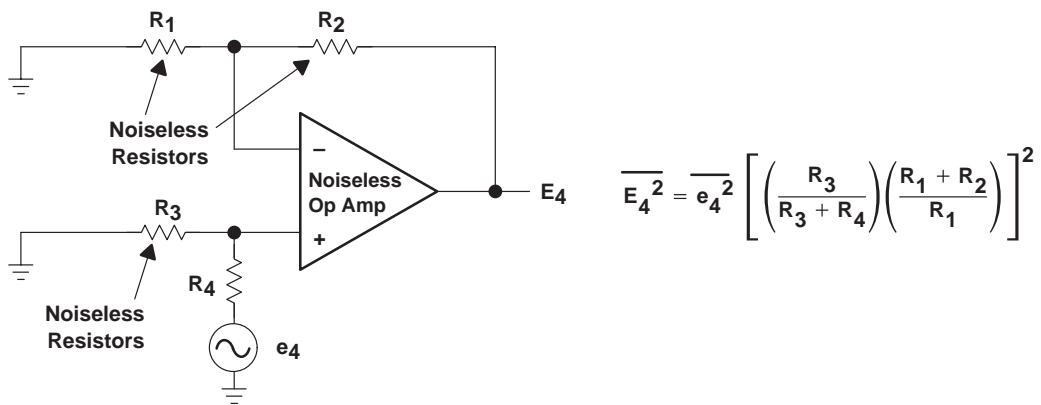 R1
R2
Noiseless
Resistors
−
Noiseless
Op Amp
+
E4
R3
R4
Noiseless
Resistors
e4
E4² = e4² [ ( R3 / (R3 + R4) ) ( (R1 + R2) / R1 ) ]²